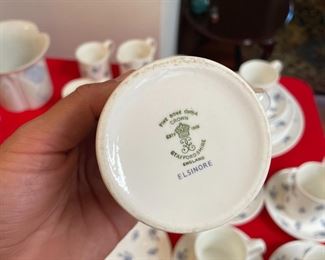 FINE BONE CHINA
CROWN
STAFFORDSHIRE
ENGLAND
ELSINORE